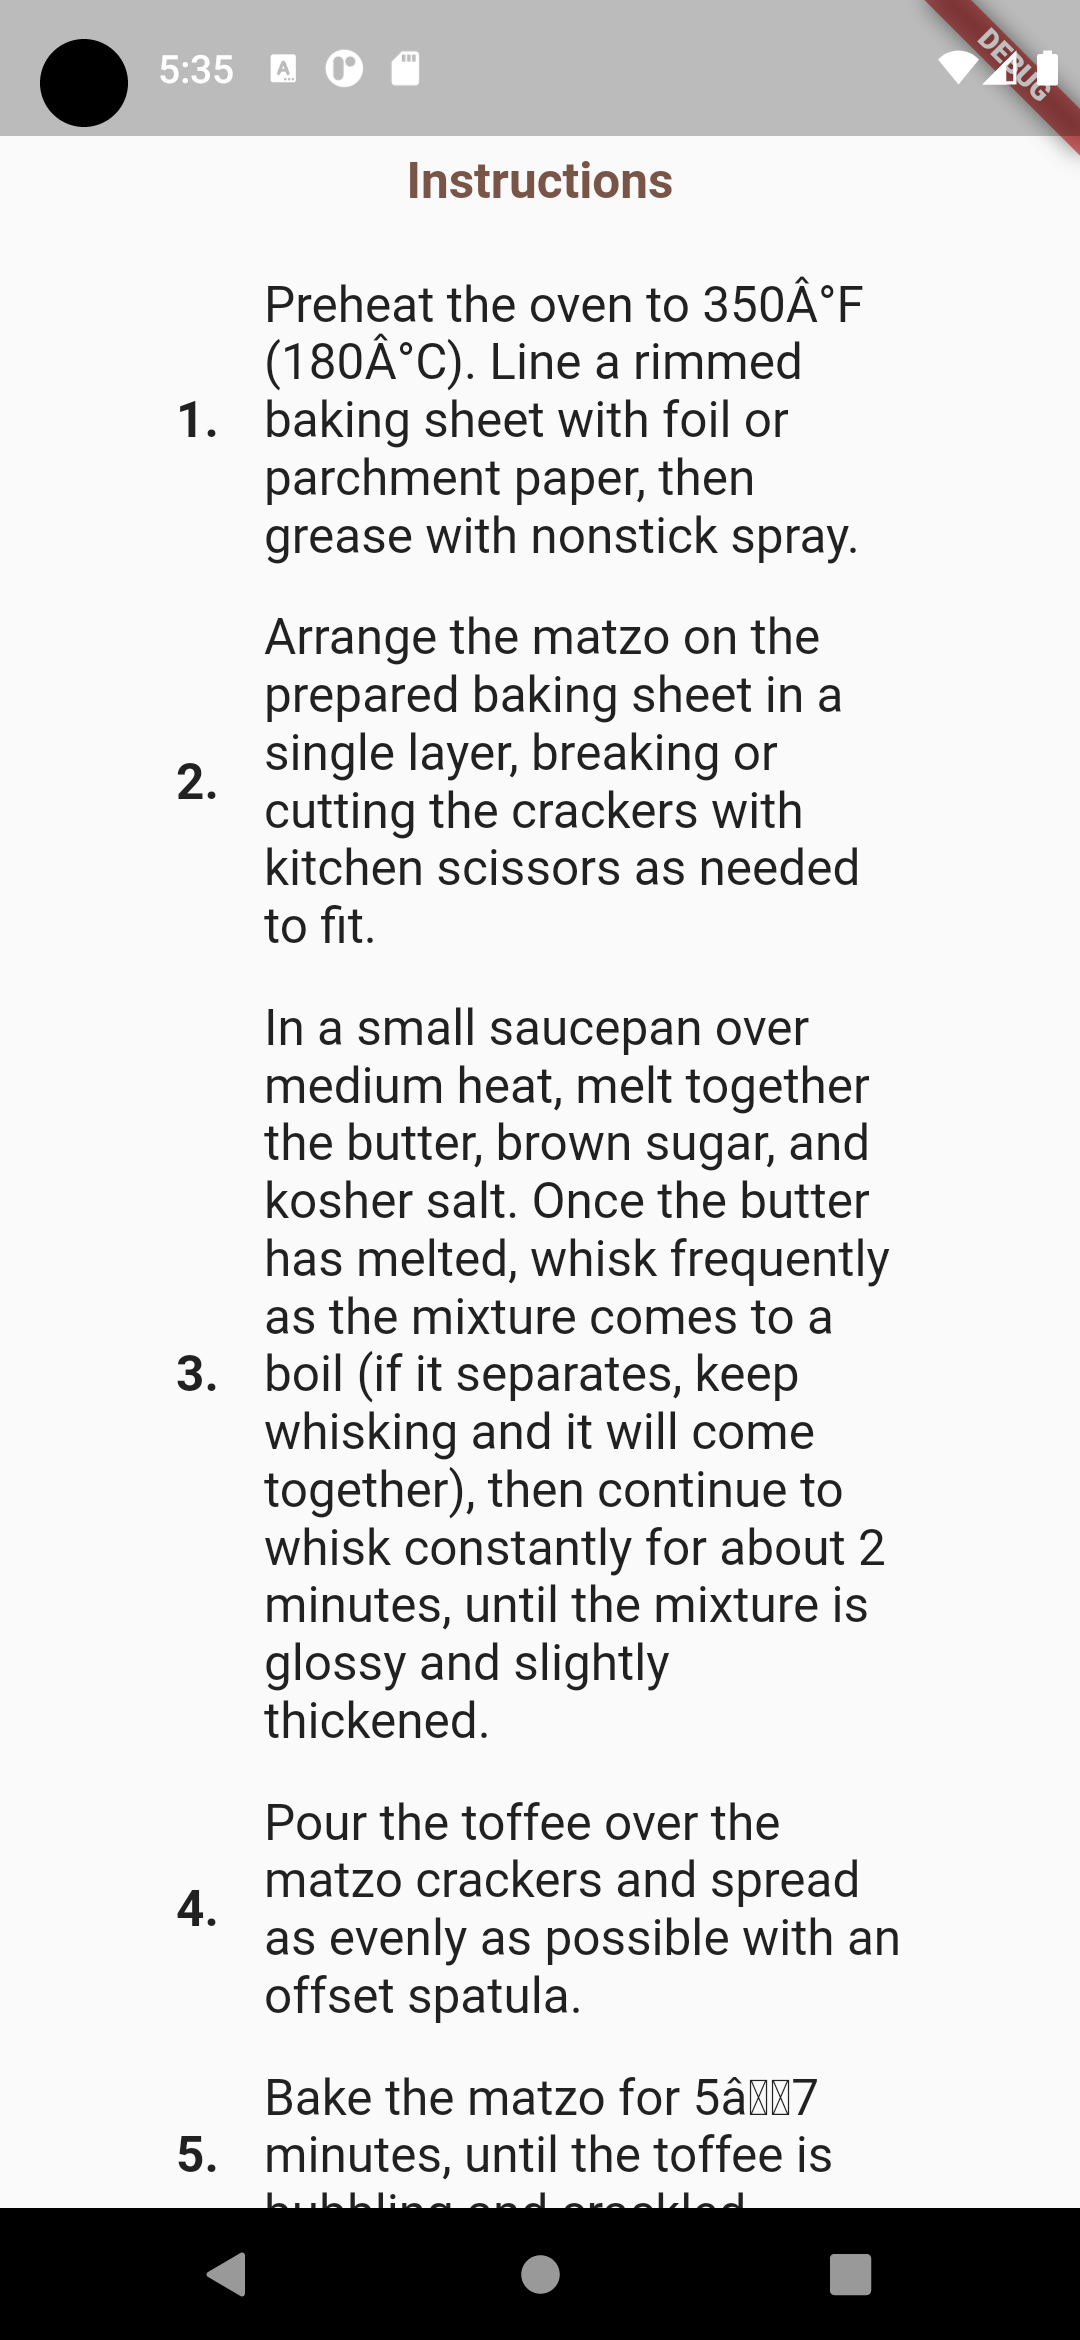 5:35
DEBUG
Instructions
Preheat the oven to 350Â°F
(180Â°C). Line a rimmed
1. baking sheet with foil or
parchment paper, then
grease with nonstick spray.
Arrange the matzo on the
prepared baking sheet in a
single layer, breaking or
2.
cutting the crackers with
kitchen scissors as needed
to fit.
In a small saucepan over
medium heat, melt together
the butter, brown sugar, and
kosher salt. Once the butter
has melted, whisk frequently
as the mixture comes to a
3. boil (if it separates, keep
whisking and it will come
together), then continue to
whisk constantly for about 2
minutes, until the mixture is
glossy and slightly
thickened.
Pour the toffee over the
matzo crackers and spread
4.
as evenly as possible with an
offset spatula.
Bake the matzo for 5â7
5. minutes, until the toffee is
bubbling and crackled